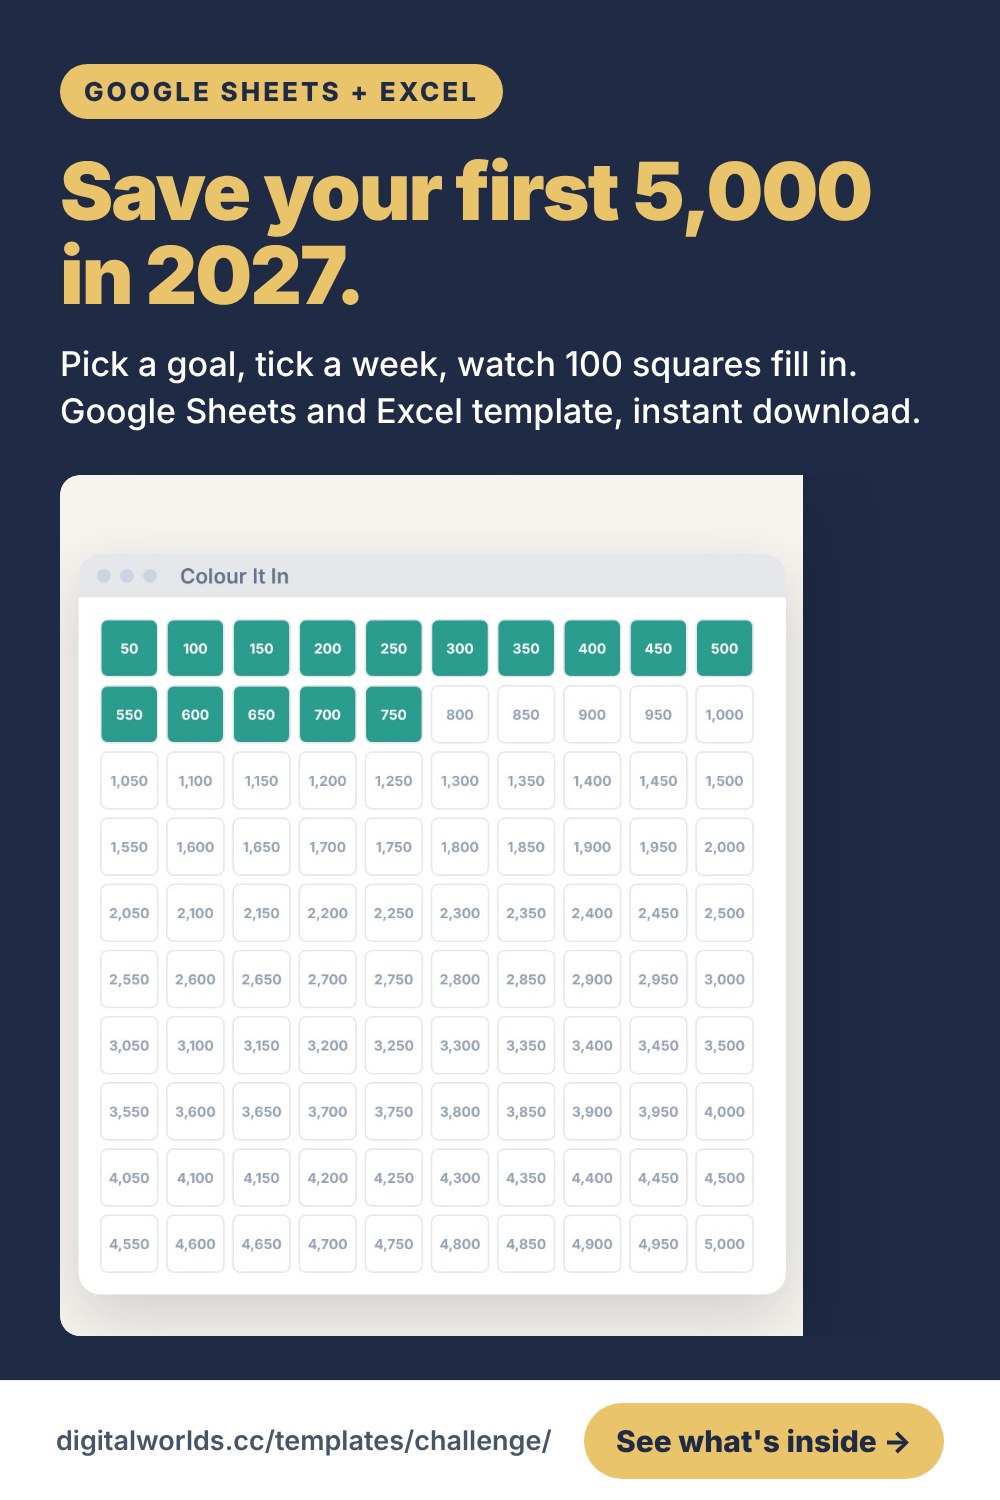 GOOGLE SHEETS + EXCEL
Save your first 5,000
in 2027.
Pick a goal, tick a week, watch 100 squares fill in.
Google Sheets and Excel template, instant download.
Colour It In
50 100 150 200 250 300 350 400 450 500
550 600 650 700 750 800 850 900 950 1,000
1,050 1,100 1,150 1,200 1,250 1,300 1,350 1,400 1,450 1,500
1,550 1,600 1,650 1,700 1,750 1,800 1,850 1,900 1,950 2,000
2,050 2,100 2,150 2,200 2,250 2,300 2,350 2,400 2,450 2,500
2,550 2,600 2,650 2,700 2,750 2,800 2,850 2,900 2,950 3,000
3,050 3,100 3,150 3,200 3,250 3,300 3,350 3,400 3,450 3,500
3,550 3,600 3,650 3,700 3,750 3,800 3,850 3,900 3,950 4,000
4,050 4,100 4,150 4,200 4,250 4,300 4,350 4,400 4,450 4,500
4,550 4,600 4,650 4,700 4,750 4,800 4,850 4,900 4,950 5,000
digitalworlds.cc/templates/challenge/
See what's inside →